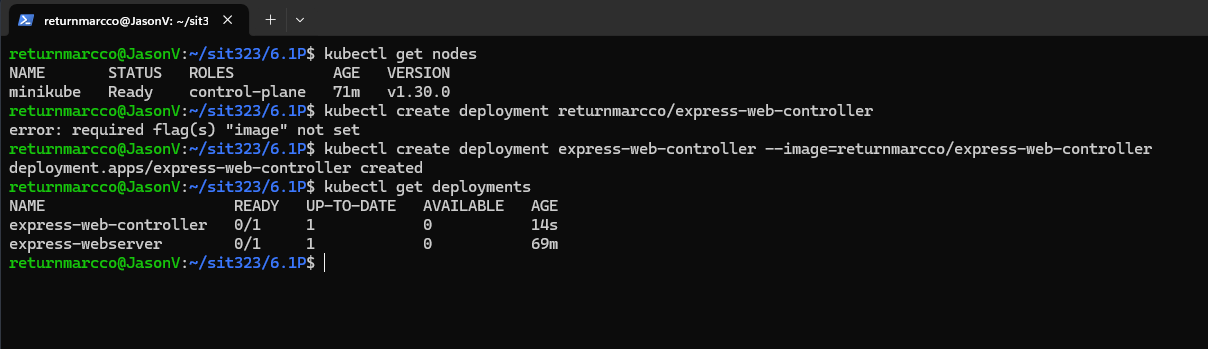 returnmarcco@JasonV: ~/sit3
returnmarcco@JasonV:~/sit323/6.1P$ kubectl get nodes
NAME STATUS ROLES AGE VERSION
minikube Ready control-plane 71m v1.30.0
returnmarcco@JasonV:~/sit323/6.1P$ kubectl create deployment returnmarcco/express-web-controller
error: required flag(s) "image" not set
returnmarcco@JasonV:~/sit323/6.1P$ kubectl create deployment express-web-controller --image=returnmarcco/express-web-controller
deployment.apps/express-web-controller created
returnmarcco@JasonV:~/sit323/6.1P$ kubectl get deployments
NAME READY UP-TO-DATE AVAILABLE AGE
express-web-controller 0/1 1 0 14s
express-webserver 0/1 1 0 69m
returnmarcco@JasonV:~/sit323/6.1P$